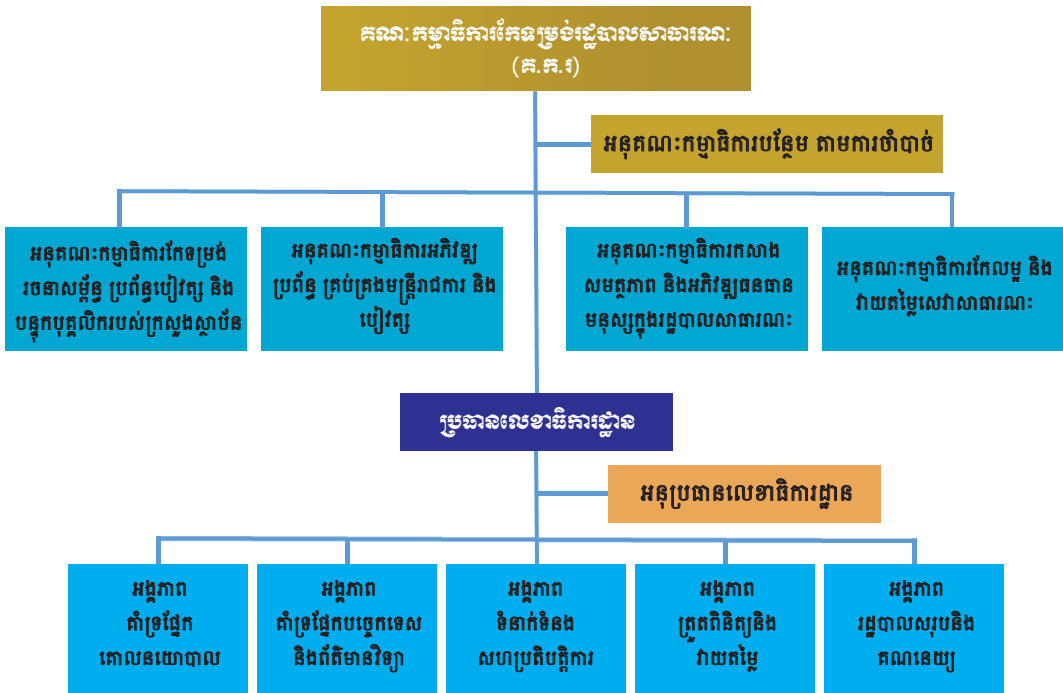 គណៈកម្មាធិការកែទម្រង់រដ្ឋបាលសាធារណៈ
(គ.ក.រ)
អនុគណៈកម្មាធិការបន្ថែម តាមការចាំបាច់
អនុគណៈកម្មាធិការកែទម្រង់
រចនាសម្ព័ន្ធ ប្រព័ន្ធបៀវត្ស និង
បន្ទុកបុគ្គលិករបស់ក្រសួងស្ថាប័ន
អនុគណៈកម្មាធិការអភិវឌ្ឍ
ប្រព័ន្ធ គ្រប់គ្រងមន្ត្រីរាជការ និង
បៀវត្ស
អនុគណៈកម្មាធិការកសាង
សមត្ថភាព និងអភិវឌ្ឍធនធាន
មនុស្សក្នុងរដ្ឋបាលសាធារណៈ
អនុគណៈកម្មាធិការកែលម្អ និង
វាយតម្លៃសេវាសាធារណៈ
ប្រធានលេខាធិការដ្ឋាន
អនុប្រធានលេខាធិការដ្ឋាន
អង្គភាព
គាំទ្រផ្នែក
គោលនយោបាល
អង្គភាព
គាំទ្រផ្នែកបច្ចេកទេស
និងព័ត៌មានវិទ្យា
អង្គភាព
ទំនាក់ទំនង
សហប្រតិបត្តិការ
អង្គភាព
ត្រួតពិនិត្យនិង
វាយតម្លៃ
អង្គភាព
រដ្ឋបាលសរុបនិង
គណនេយ្យ